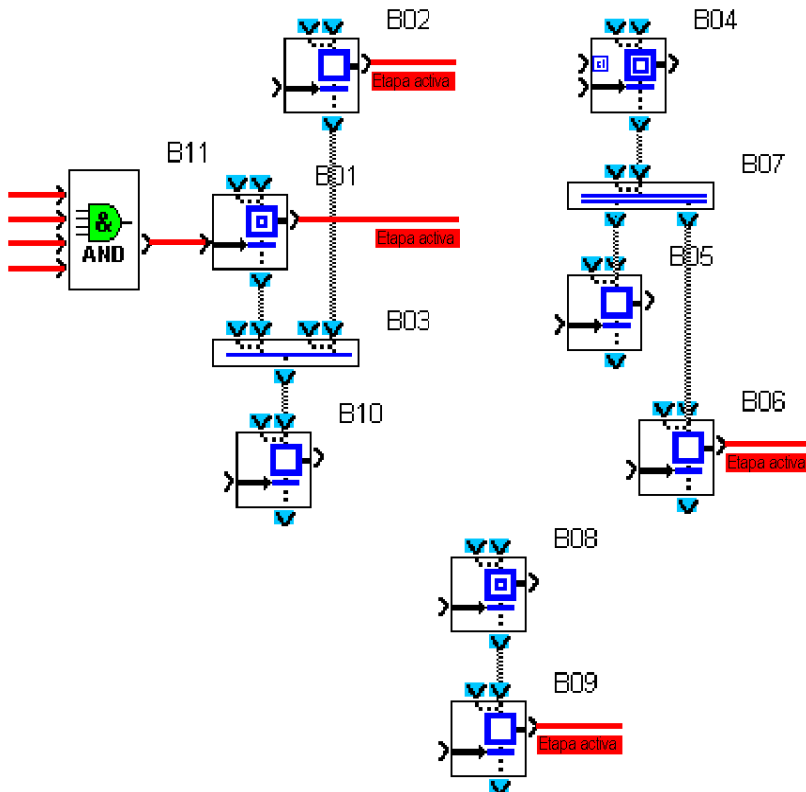 B02
B04
Etapa activa
B11
B01
B07
&
AND
Etapa activa
B05
B03
B10
B06
Etapa activa
B08
B09
Etapa activa